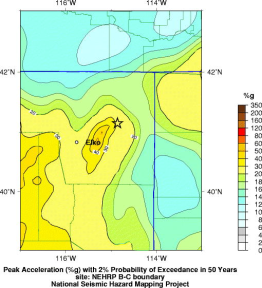 116°W
114°W
%g
350
200
160
120
80
60
50
40
30
20
18
16
14
12
10
8
6
4
2
0
42°N
42°N
Elko
40°N
40°N
116°W
114°W
Peak Acceleration (%g) with 2% Probability of Exceedance in 50 Years
site: NEHRP B-C boundary
National Seismic Hazard Mapping Project